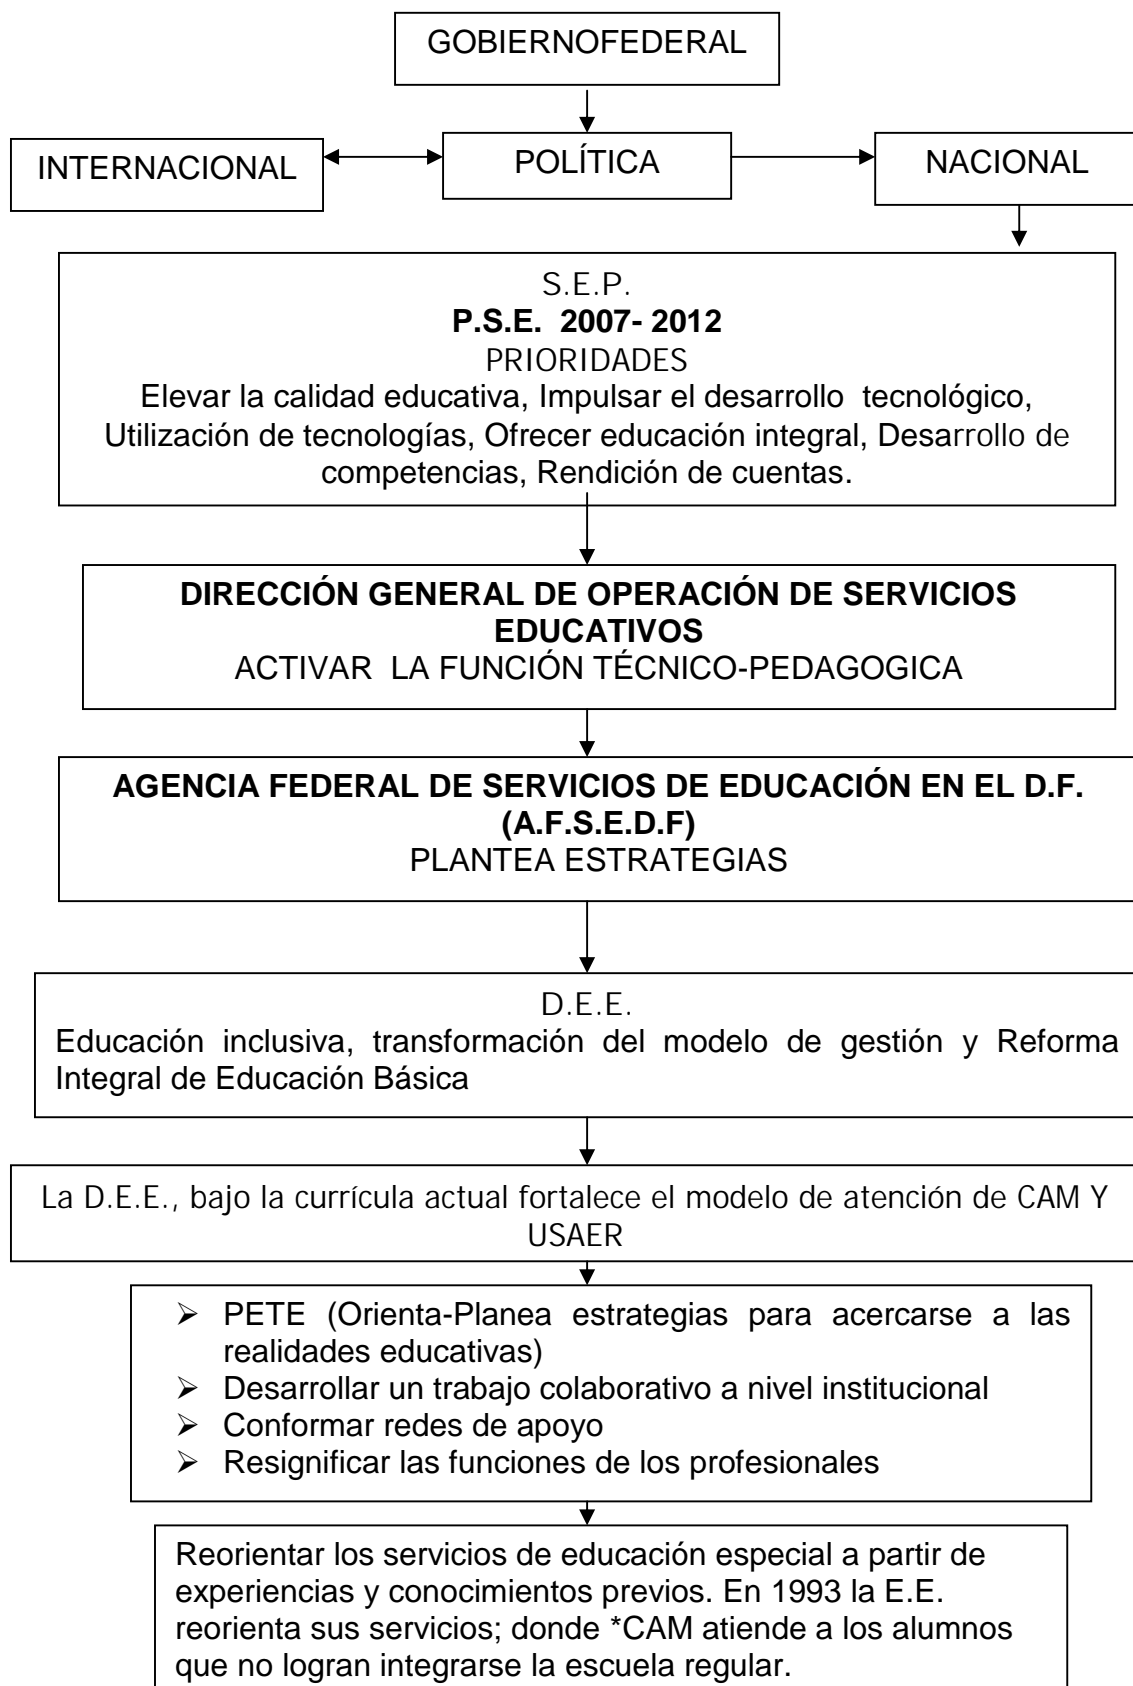 GOBIERNOFEDERAL
INTERNACIONAL
POLÍTICA
NACIONAL
S.E.P.
P.S.E. 2007- 2012
PRIORIDADES
Elevar la calidad educativa, Impulsar el desarrollo tecnológico,
Utilización de tecnologías, Ofrecer educación integral, Desarrollo de
competencias, Rendición de cuentas.
DIRECCIÓN GENERAL DE OPERACIÓN DE SERVICIOS
EDUCATIVOS
ACTIVAR LA FUNCIÓN TÉCNICO-PEDAGOGICA
AGENCIA FEDERAL DE SERVICIOS DE EDUCACIÓN EN EL D.F.
(A.F.S.E.D.F)
PLANTEA ESTRATEGIAS
D.E.E.
Educación inclusiva, transformación del modelo de gestión y Reforma
Integral de Educación Básica
La D.E.E., bajo la currícula actual fortalece el modelo de atención de CAM Y
USAER
➢ PETE (Orienta-Planea estrategias para acercarse a las
realidades educativas)
➢ Desarrollar un trabajo colaborativo a nivel institucional
➢ Conformar redes de apoyo
➢ Resignificar las funciones de los profesionales
Reorientar los servicios de educación especial a partir de
experiencias y conocimientos previos. En 1993 la E.E.
reorienta sus servicios; donde *CAM atiende a los alumnos
que no logran integrarse la escuela regular.